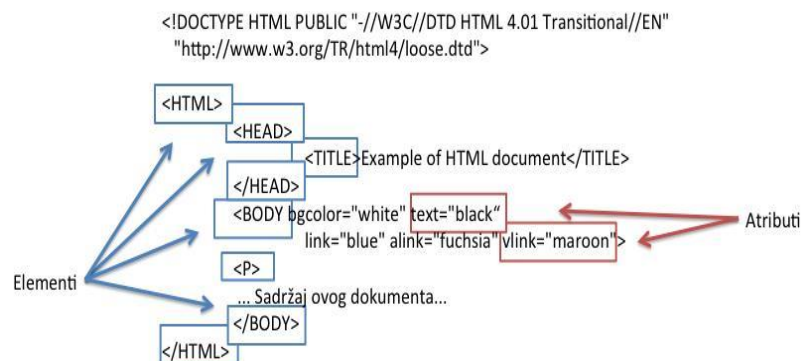 <!DOCTYPE HTML PUBLIC "-//W3C//DTD HTML 4.01 Transitional//EN"
"http://www.w3.org/TR/html4/loose.dtd">
<HTML>
<HEAD>
<TITLE>Example of HTML document</TITLE>
</HEAD>
<BODY bgcolor="white" text="black“
link="blue" alink="fuchsia" vlink="maroon">
Atributi
<P>
Elementi
... Sadržaj ovog dokumenta...
</BODY>
</HTML>